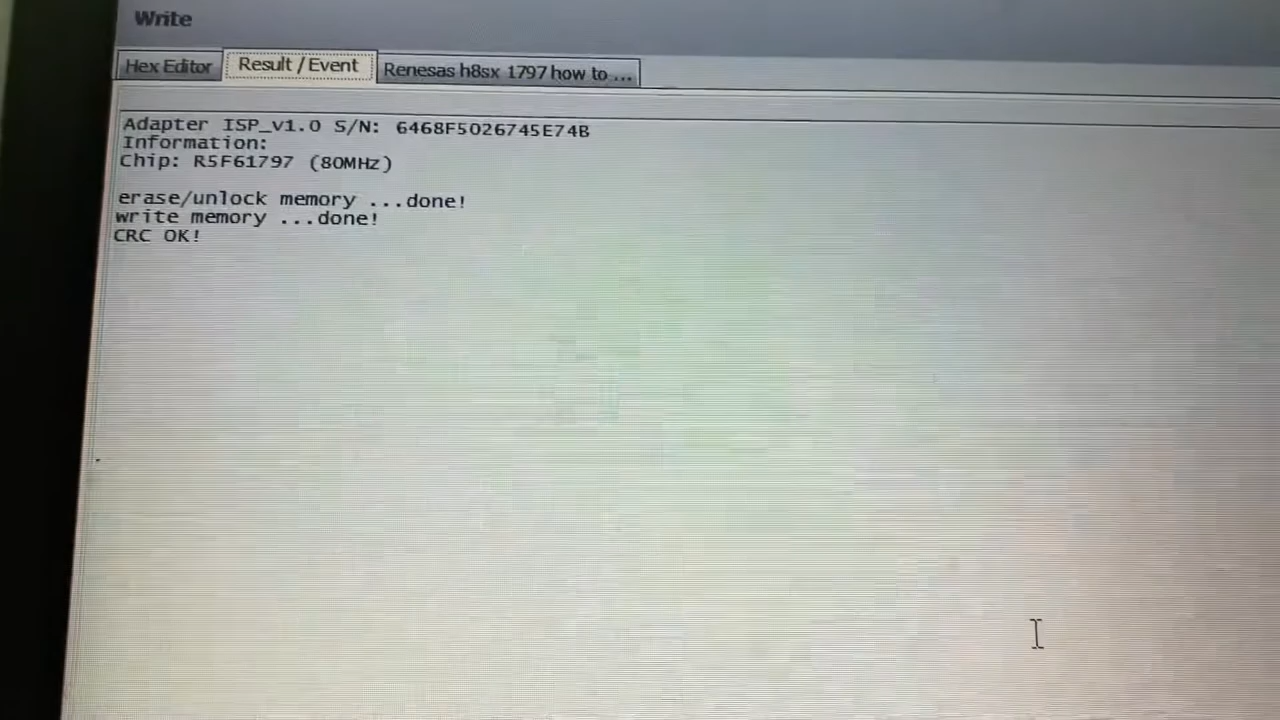 Write
Hex Editor
Result / Event
Renesas h8sx 1797 how to ...
Adapter ISP_v1.0 S/N: 6468F5026745E74B
Information:
Chip: R5F61797 (80MHz)
erase/unlock memory ...done!
write memory ...done!
CRC OK!